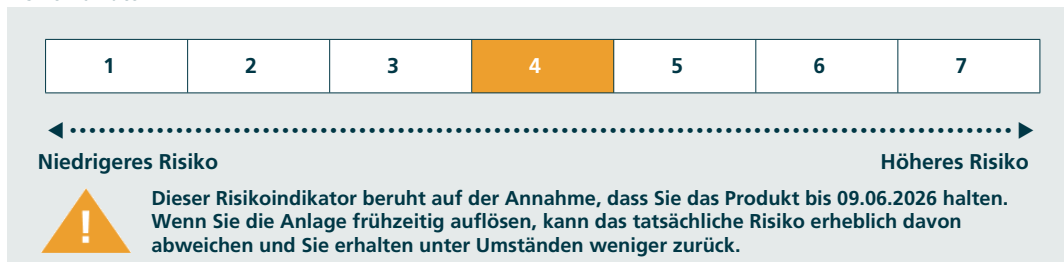 1 2 3 4 5 6 7
Niedrigeres Risiko Höheres Risiko
!
Dieser Risikoindikator beruht auf der Annahme, dass Sie das Produkt bis 09.06.2026 halten.
Wenn Sie die Anlage frühzeitig auflösen, kann das tatsächliche Risiko erheblich davon
abweichen und Sie erhalten unter Umständen weniger zurück.